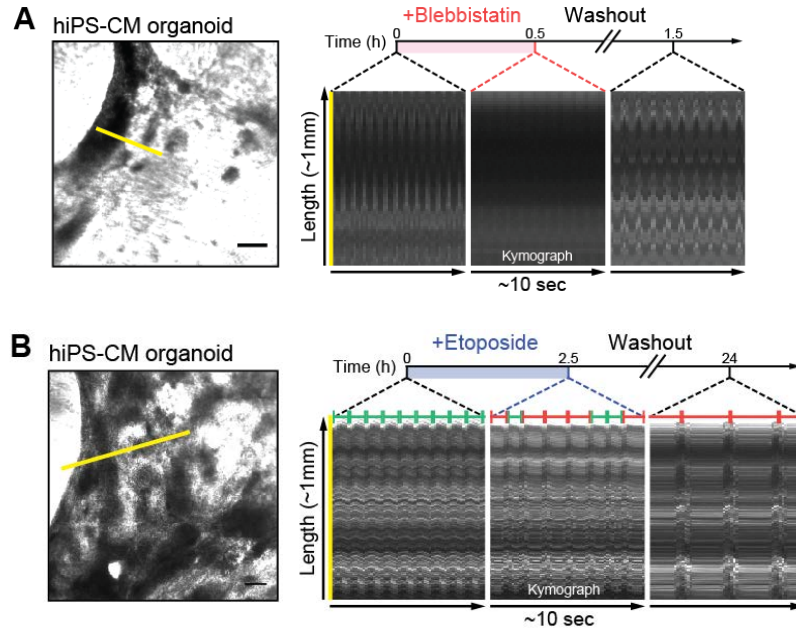 A
hiPS-CM organoid
+Blebbistatin
Washout
Time (h)
0
0.5
1.5
Length (~1mm)
Kymograph
~10 sec
B
hiPS-CM organoid
+Etoposide
Washout
Time (h)
0
2.5
24
Length (~1mm)
Kymograph
~10 sec